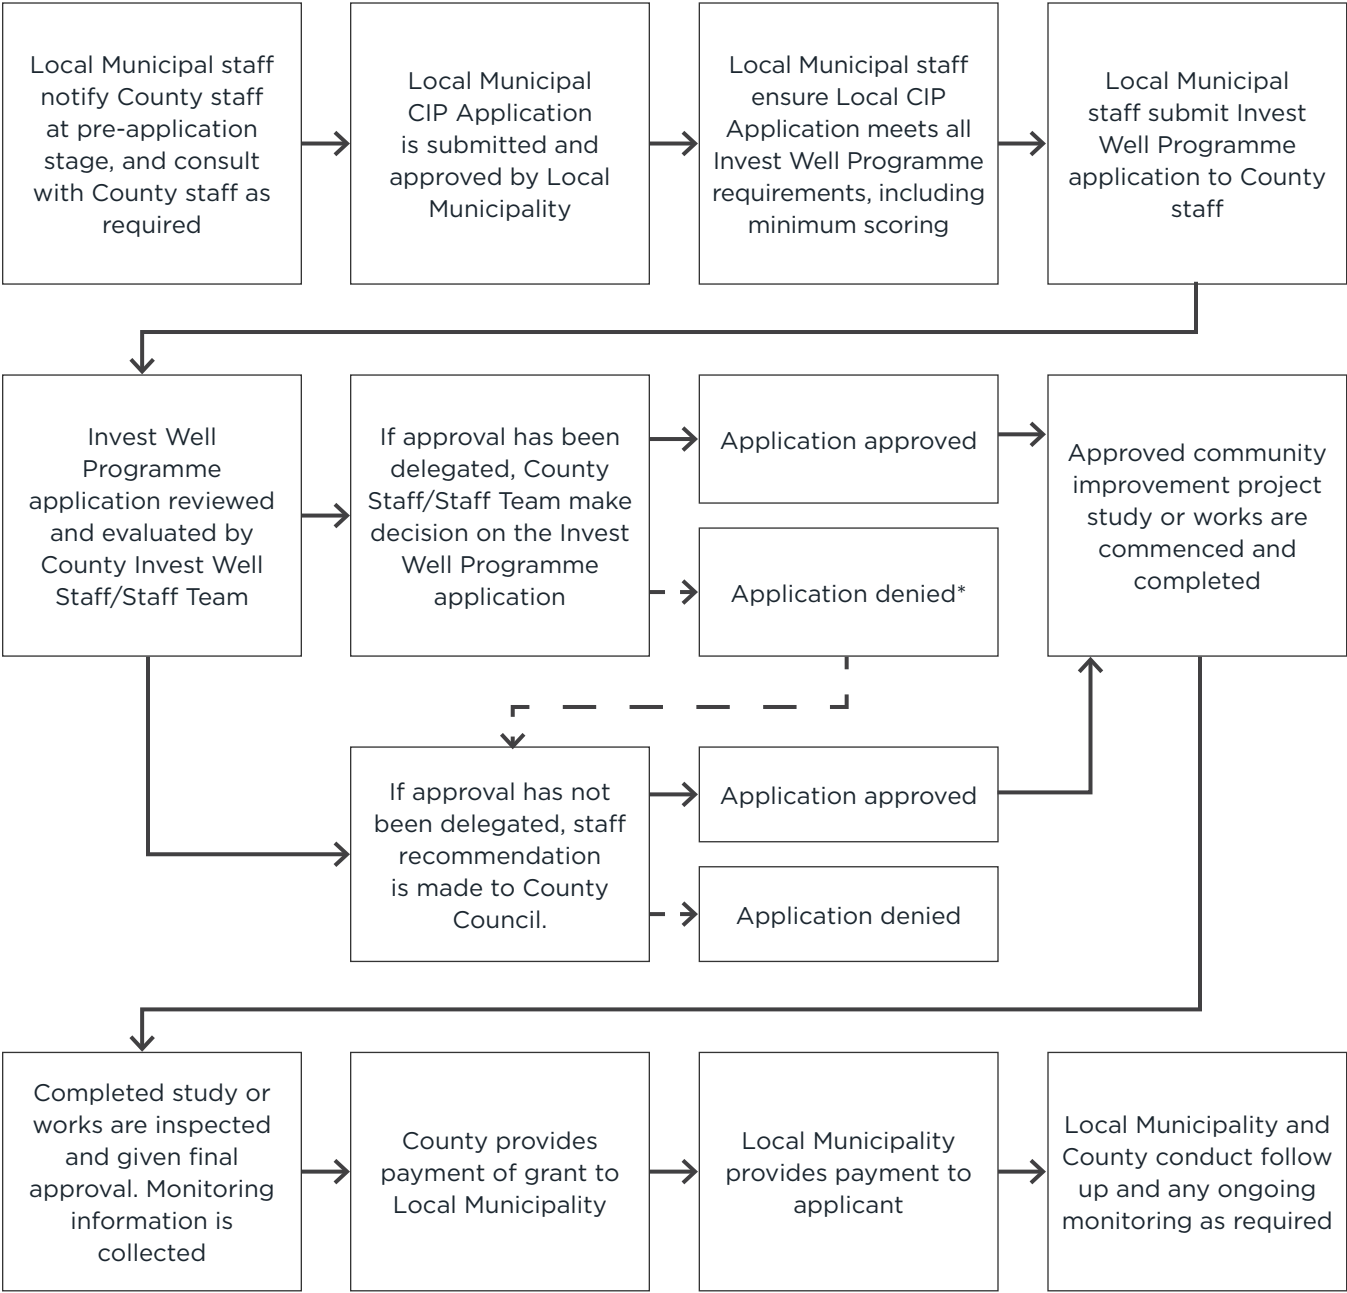 Local Municipal staff
notify County staff
at pre-application
stage, and consult
with County staff as
required
Local Municipal
CIP Application
is submitted and
approved by Local
Municipality
Local Municipal staff
ensure Local CIP
Application meets all
Invest Well Programme
requirements, including
minimum scoring
Local Municipal
staff submit Invest
Well Programme
application to County
staff
Invest Well
Programme
application reviewed
and evaluated by
County Invest Well
Staff/Staff Team
If approval has been
delegated, County
Staff/Staff Team make
decision on the Invest
Well Programme
application
Application approved
Application denied*
Approved community
improvement project
study or works are
commenced and
completed
If approval has not
been delegated, staff
recommendation
is made to County
Council.
Application approved
Application denied
Completed study or
works are inspected
and given final
approval. Monitoring
information is
collected
County provides
payment of grant to
Local Municipality
Local Municipality
provides payment to
applicant
Local Municipality and
County conduct follow
up and any ongoing
monitoring as required